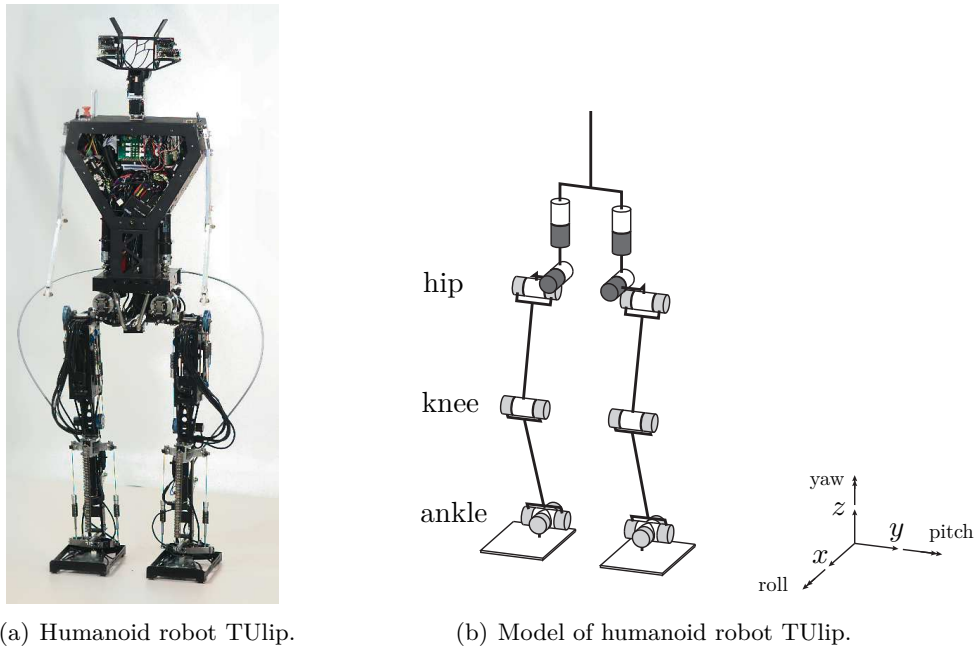 hip
knee
ankle
yaw
z
y
pitch
x
roll
(a) Humanoid robot TUlip.
(b) Model of humanoid robot TUlip.